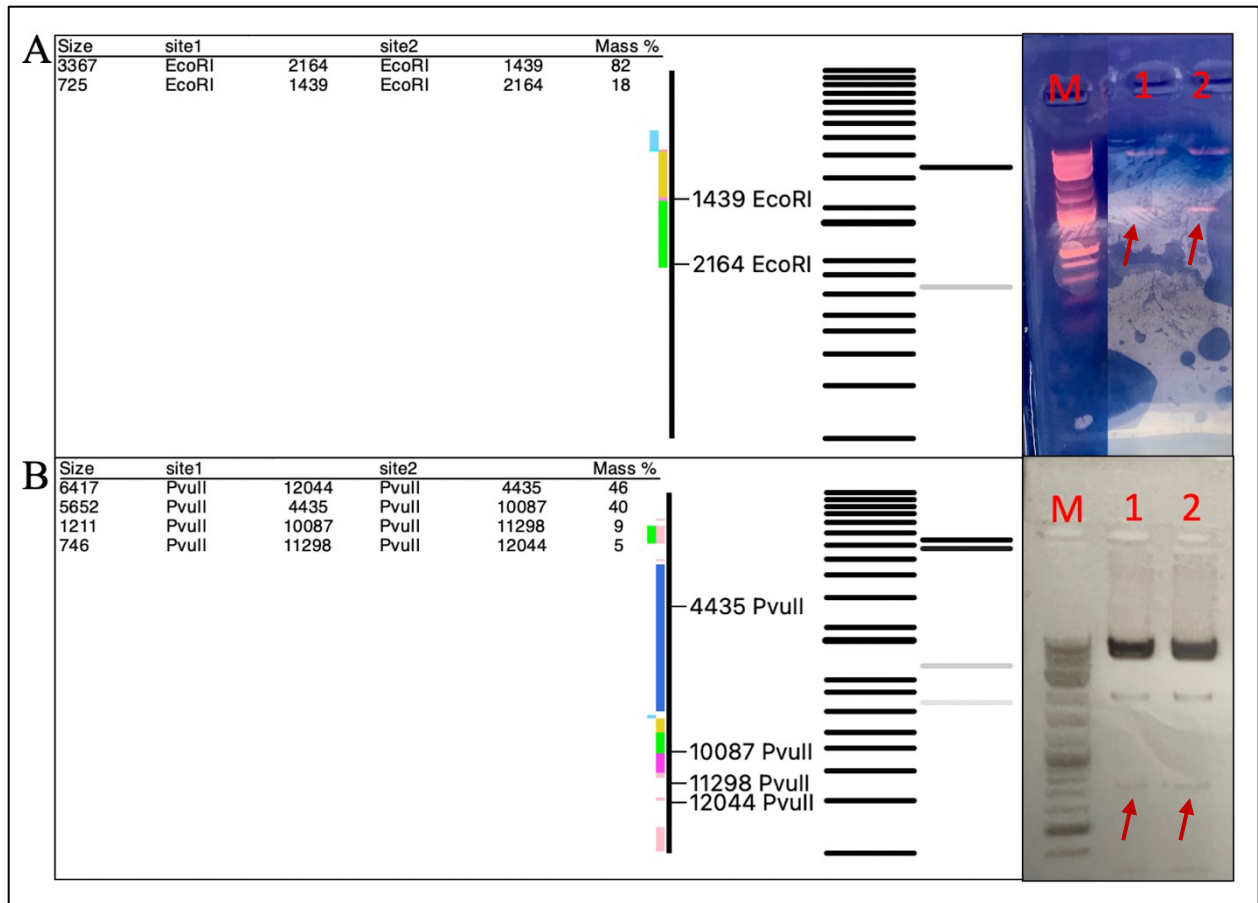 A
Size site1 site2 Mass %
3367 EcoRI 2164 EcoRI 1439 82
725 EcoRI 1439 EcoRI 2164 18
1439 EcoRI
2164 EcoRI
M 1 2
B
Size site1 site2 Mass %
6417 PvuII 12044 PvuII 4435 46
5652 PvuII 4435 PvuII 10087 40
1211 PvuII 10087 PvuII 11298 9
746 PvuII 11298 PvuII 12044 5
4435 PvuII
10087 PvuII
11298 PvuII
12044 PvuII
M 1 2